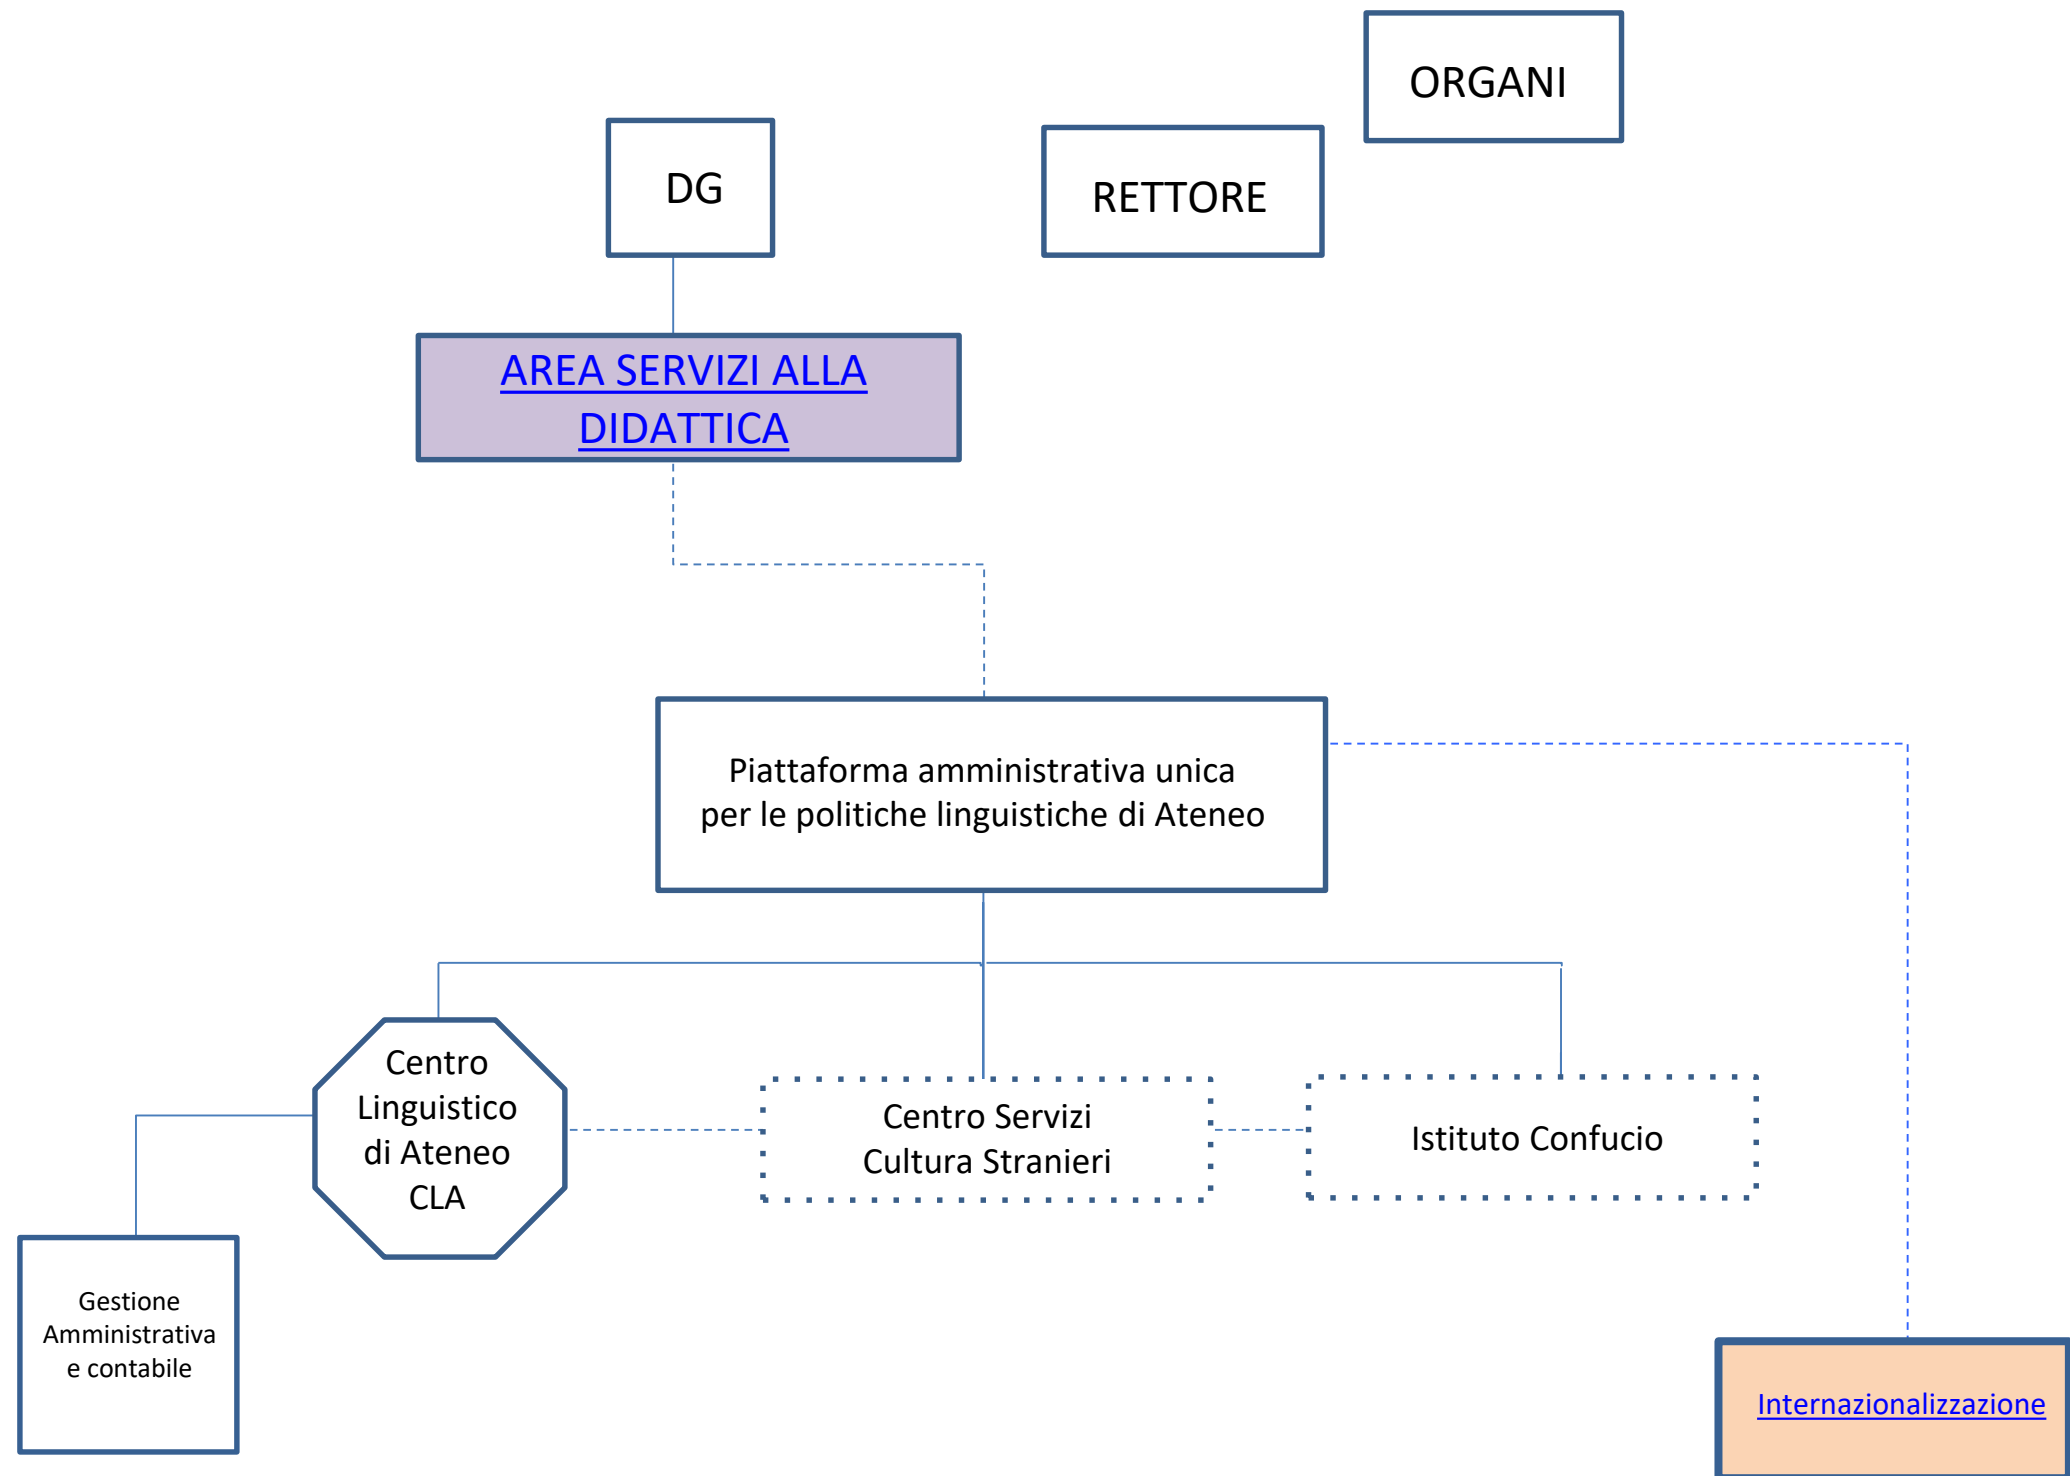 ORGANI
DG
RETTORE
AREA SERVIZI ALLA
DIDATTICA
Piattaforma amministrativa unica
per le politiche linguistiche di Ateneo
Centro
Linguistico
di Ateneo
CLA
Centro Servizi
Cultura Stranieri
Istituto Confucio
Gestione
Amministrativa
e contabile
Internazionalizzazione